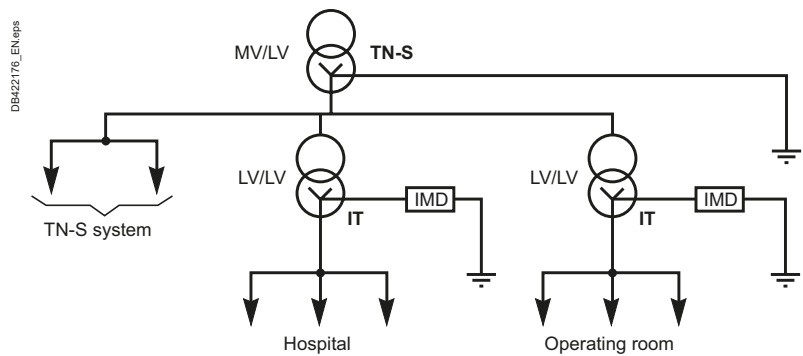 DB422176_EN.eps
MV/LV TN-S
LV/LV IMD LV/LV IMD
IT IT
TN-S system
Hospital Operating room